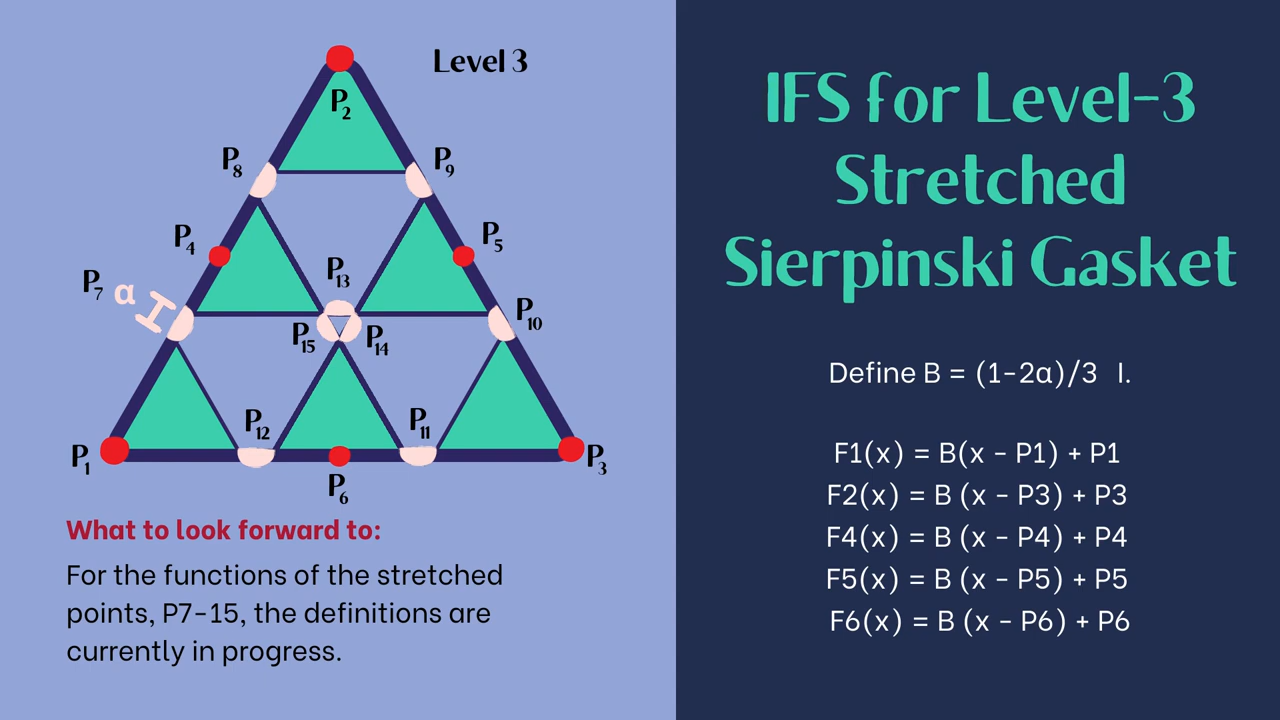 Level 3
P2
P8
P9
P4
P5
P13
P7 α
P10
P15
P14
P12
P11
P1
P3
P6
What to look forward to:
For the functions of the stretched
points, P7-15, the definitions are
currently in progress.
IFS for Level-3
Stretched
Sierpinski Gasket
Define B = (1-2α)/3 I.
F1(x) = B(x - P1) + P1
F2(x) = B (x - P3) + P3
F4(x) = B (x - P4) + P4
F5(x) = B (x - P5) + P5
F6(x) = B (x - P6) + P6